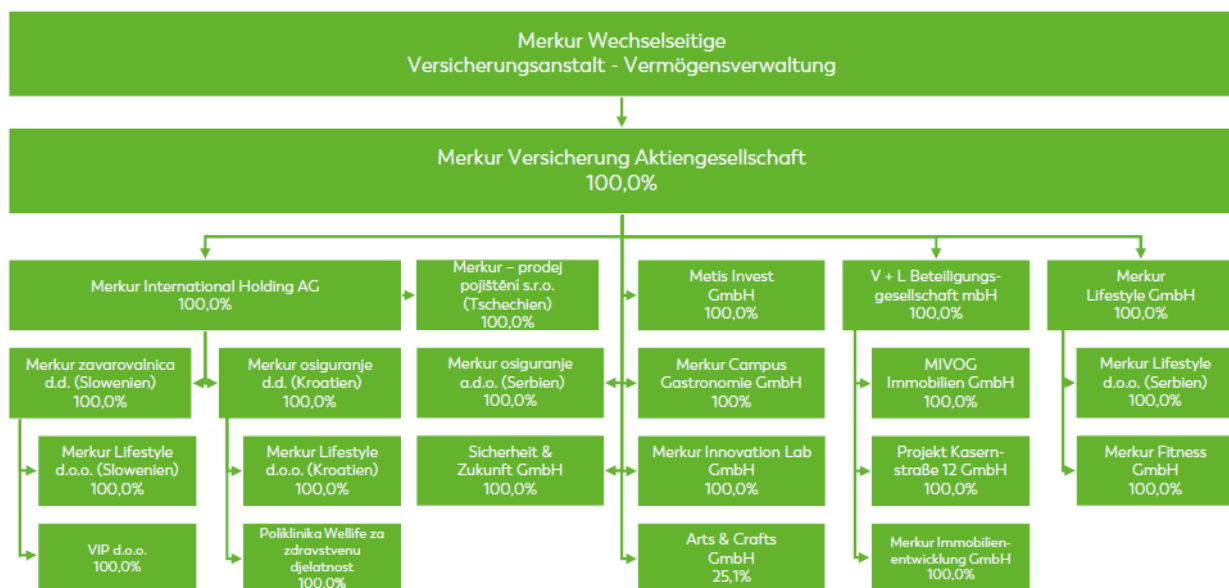 Merkur Wechselseitige
Versicherungsanstalt - Vermögensverwaltung
Merkur Versicherung Aktiengesellschaft
100,0%
Merkur International Holding AG
100,0%
Merkur – prodej
pojištění s.r.o.
(Tschechien)
100,0%
Metis Invest
GmbH
100,0%
V + L Beteiligungs-
gesellschaft mbH
100,0%
Merkur
Lifestyle GmbH
100,0%
Merkur zavarovalnica
d.d. (Slowenien)
100,0%
Merkur osiguranje
d.d. (Kroatien)
100,0%
Merkur osiguranje
a.d.o. (Serbien)
100,0%
Merkur Campus
Gastronomie GmbH
100%
MIVOG
Immobilien GmbH
100,0%
Merkur Lifestyle
d.o.o. (Serbien)
100,0%
Merkur Lifestyle
d.o.o. (Slowenien)
100,0%
Merkur Lifestyle
d.o.o. (Kroatien)
100,0%
Sicherheit &
Zukunft GmbH
100,0%
Merkur Innovation Lab
GmbH
100,0%
Projekt Kasern-
straße 12 GmbH
100,0%
Merkur Fitness
GmbH
100,0%
VIP d.o.o.
100,0%
Poliklinika Wellife za
zdravstvenu
djelatnost
100,0%
Arts & Crafts
GmbH
25,1%
Merkur Immobilien-
entwicklung GmbH
100,0%